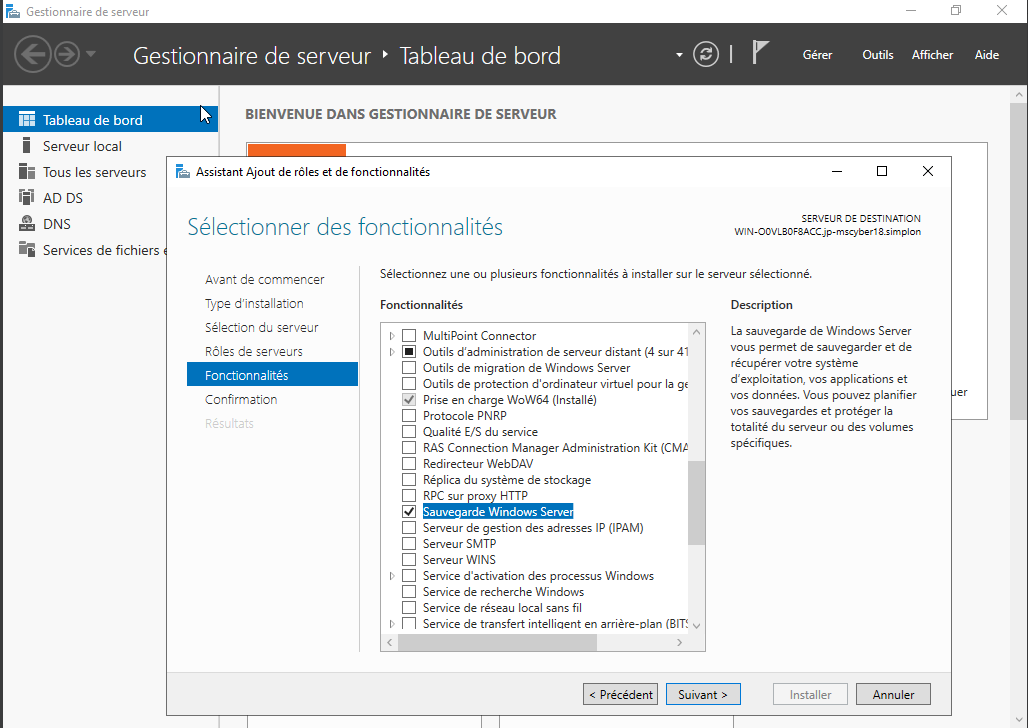 Gestionnaire de serveur
Gestionnaire de serveur ‣ Tableau de bord
Gérer Outils Afficher Aide
Tableau de bord
Serveur local
Tous les serveurs
AD DS
DNS
Services de fichiers e
BIENVENUE DANS GESTIONNAIRE DE SERVEUR
Assistant Ajout de rôles et de fonctionnalités
Sélectionner des fonctionnalités
SERVEUR DE DESTINATION
WIN-O0VLB0F8ACC.jp-mscyber18.simplon
Avant de commencer
Type d'installation
Sélection du serveur
Rôles de serveurs
Fonctionnalités
Confirmation
Résultats
Sélectionnez une ou plusieurs fonctionnalités à installer sur le serveur sélectionné.
Fonctionnalités
MultiPoint Connector
Outils d'administration de serveur distant (4 sur 41
Outils de migration de Windows Server
Outils de protection d'ordinateur virtuel pour la ge
Prise en charge WoW64 (Installé)
Protocole PNRP
Qualité E/S du service
RAS Connection Manager Administration Kit (CMA
Redirecteur WebDAV
Réplica du système de stockage
RPC sur proxy HTTP
Sauvegarde Windows Server
Serveur de gestion des adresses IP (IPAM)
Serveur SMTP
Serveur WINS
Service d'activation des processus Windows
Service de recherche Windows
Service de réseau local sans fil
Service de transfert intelligent en arrière-plan (BITS
Description
La sauvegarde de Windows Server
vous permet de sauvegarder et de
récupérer votre système
d'exploitation, vos applications et
vos données. Vous pouvez planifier
vos sauvegardes et protéger la
totalité du serveur ou des volumes
spécifiques.
uer
< Précédent
Suivant >
Installer
Annuler